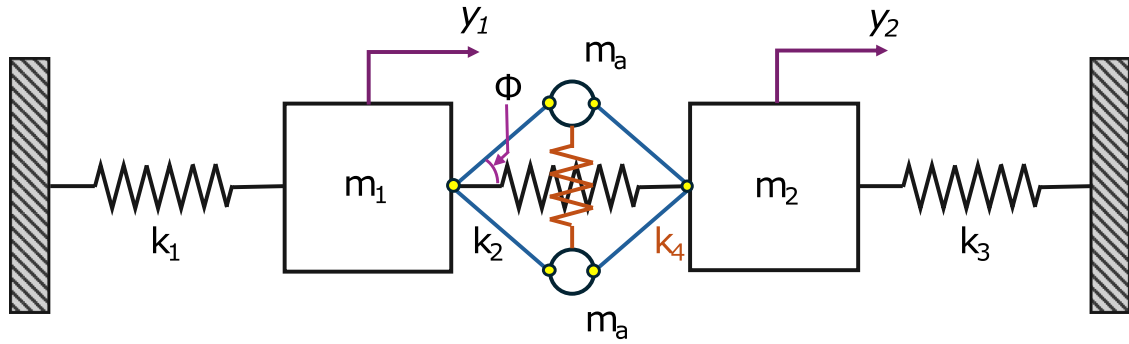 y₁
y₂
mₐ
Φ
m₁
m₂
k₁
k₂
k₄
k₃
mₐ